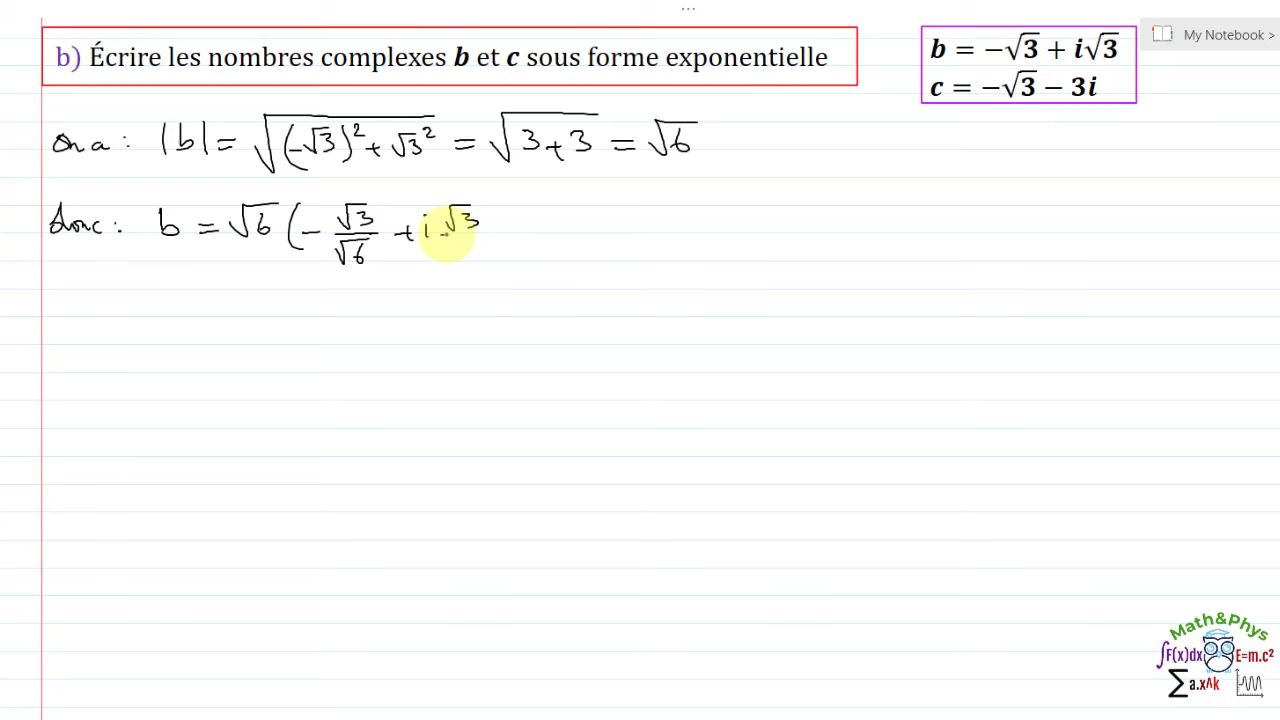 ...
b) Écrire les nombres complexes b et c sous forme exponentielle
b = −√3 + i√3
c = −√3 − 3i
My Notebook >
On a : |b| = √((-√3)² + √3²) = √(3+3) = √6
donc : b = √6 (- √3/√6 + i √3
Math&Phys
∫F(x)dx E=m.c²
∑ a.x^k